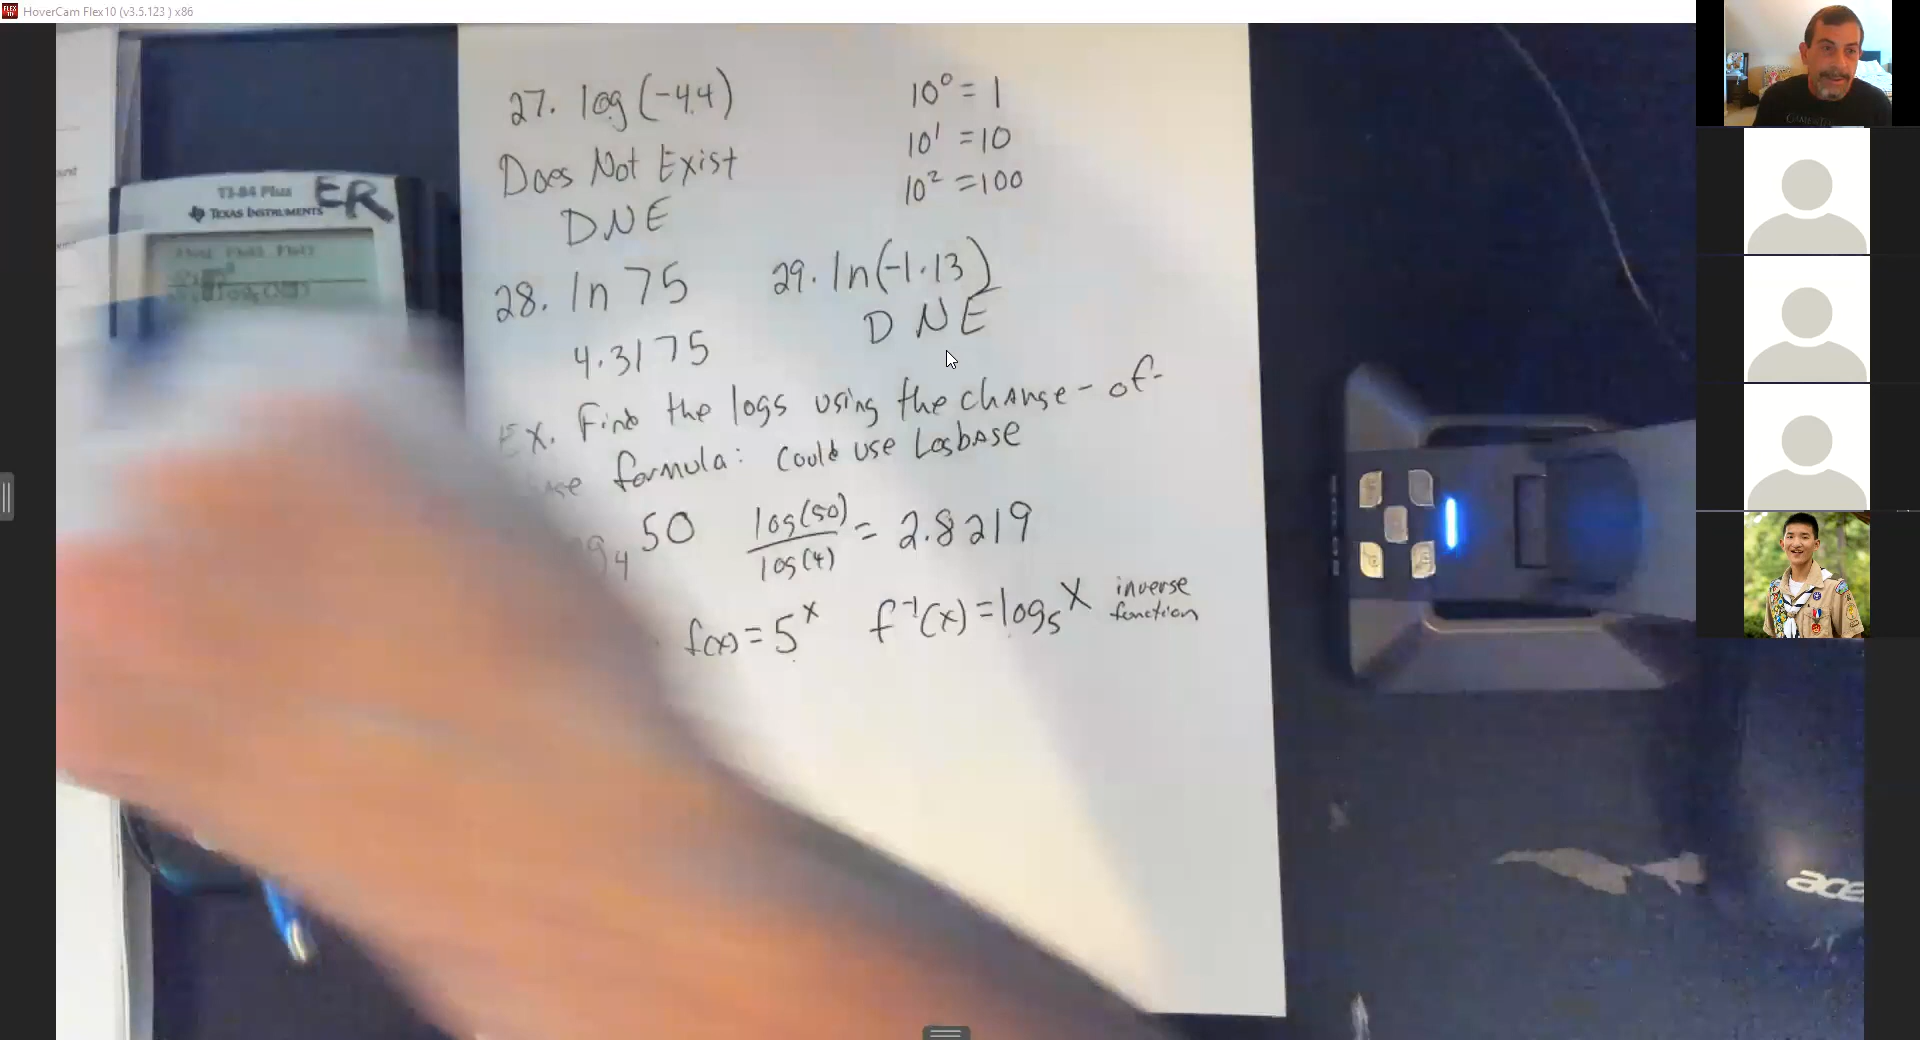 HoverCam Flex10 (v3.5.123 ) x86
27. log (-4.4)
Does Not Exist
DNE
10⁰ = 1
10¹ = 10
10² = 100
28. ln 75
4.3175
29. ln(-1.13)
DNE
Ex. Find the logs using the change-of-
formula: Could use Logbase
₄50 log(50)/log(4) = 2.8219
f(x) = 5ˣ f⁻¹(x) = log₅ x inverse
function
TI-84 Plus
TEXAS INSTRUMENTS
ER
acer